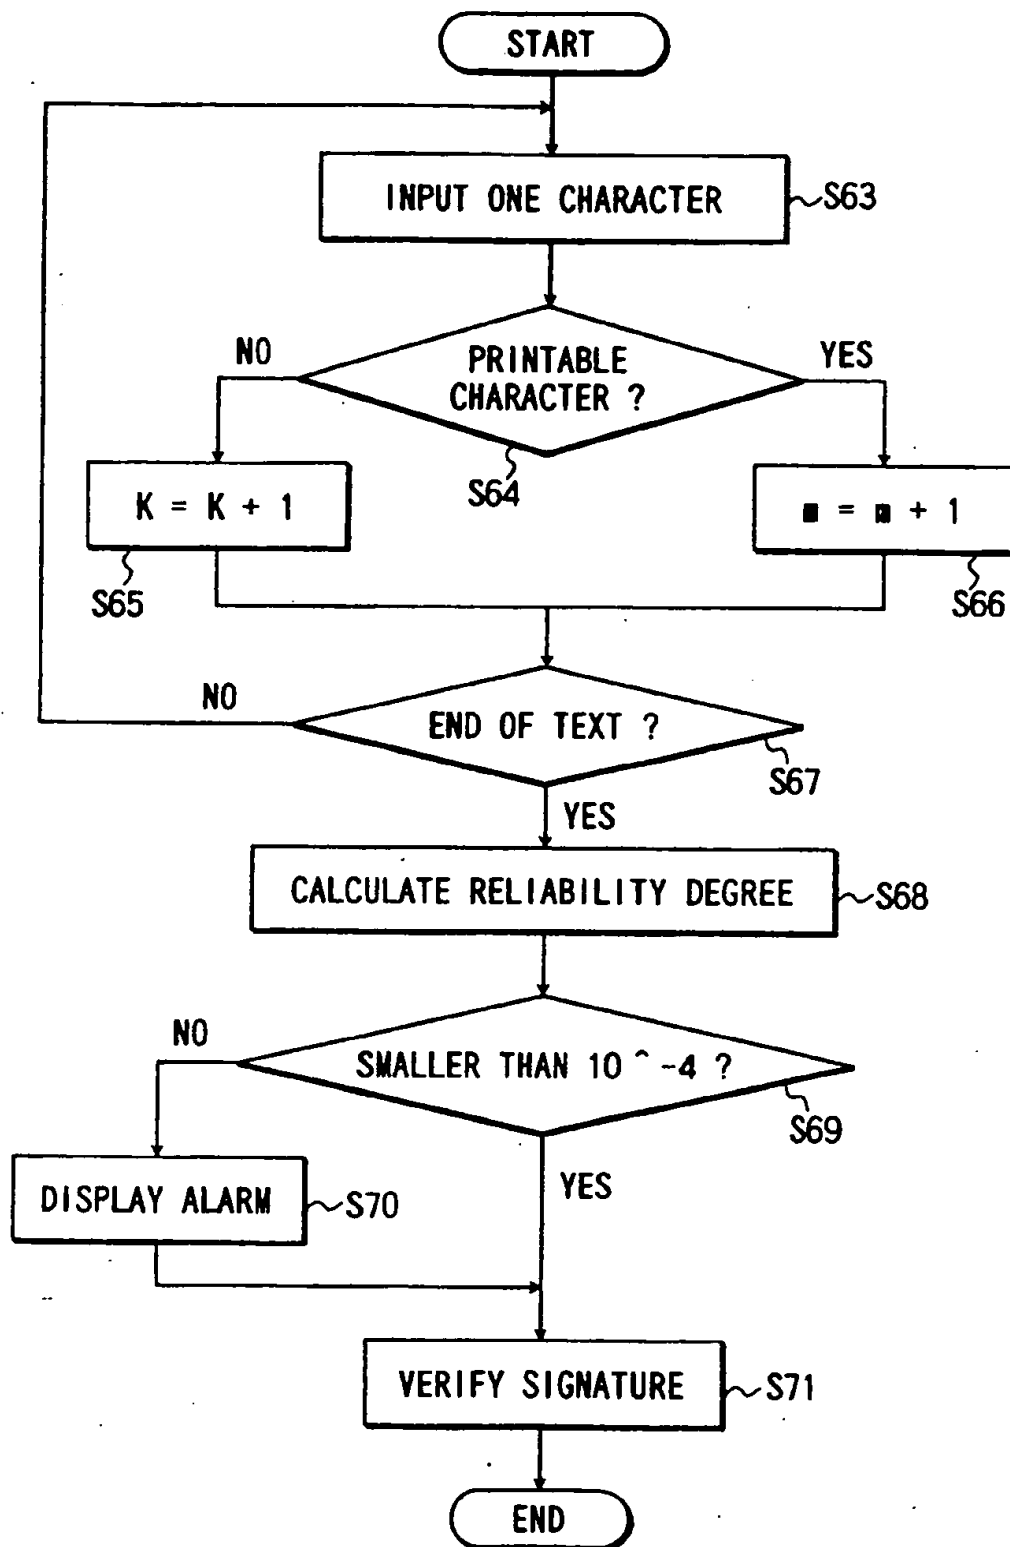 START
INPUT ONE CHARACTER
S63
NO
PRINTABLE
CHARACTER ?
YES
S64
K = K + 1
m = m + 1
S65
S66
NO
END OF TEXT ?
S67
YES
CALCULATE RELIABILITY DEGREE
S68
NO
SMALLER THAN 10 ^ -4 ?
S69
DISPLAY ALARM
S70
YES
VERIFY SIGNATURE
S71
END